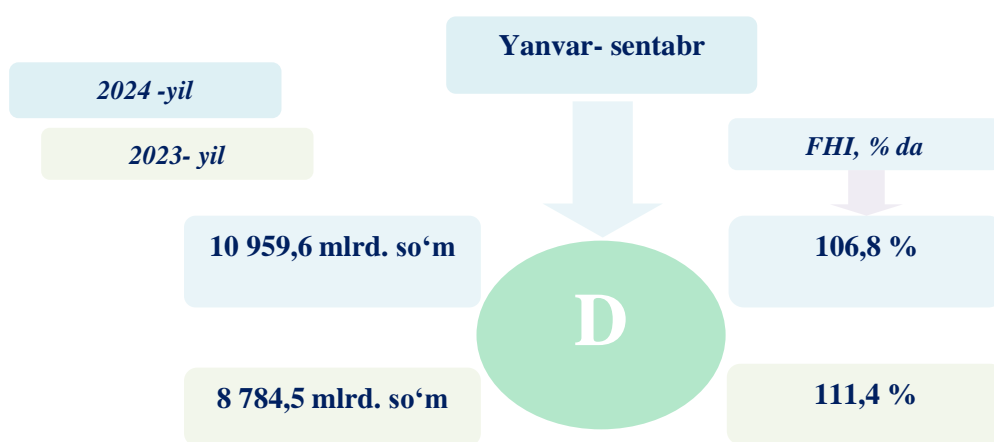 Yanvar- sentabr
2024 -yil
2023- yil
FHI, % da
10 959,6 mlrd. so‘m
106,8 %
D
8 784,5 mlrd. so‘m
111,4 %